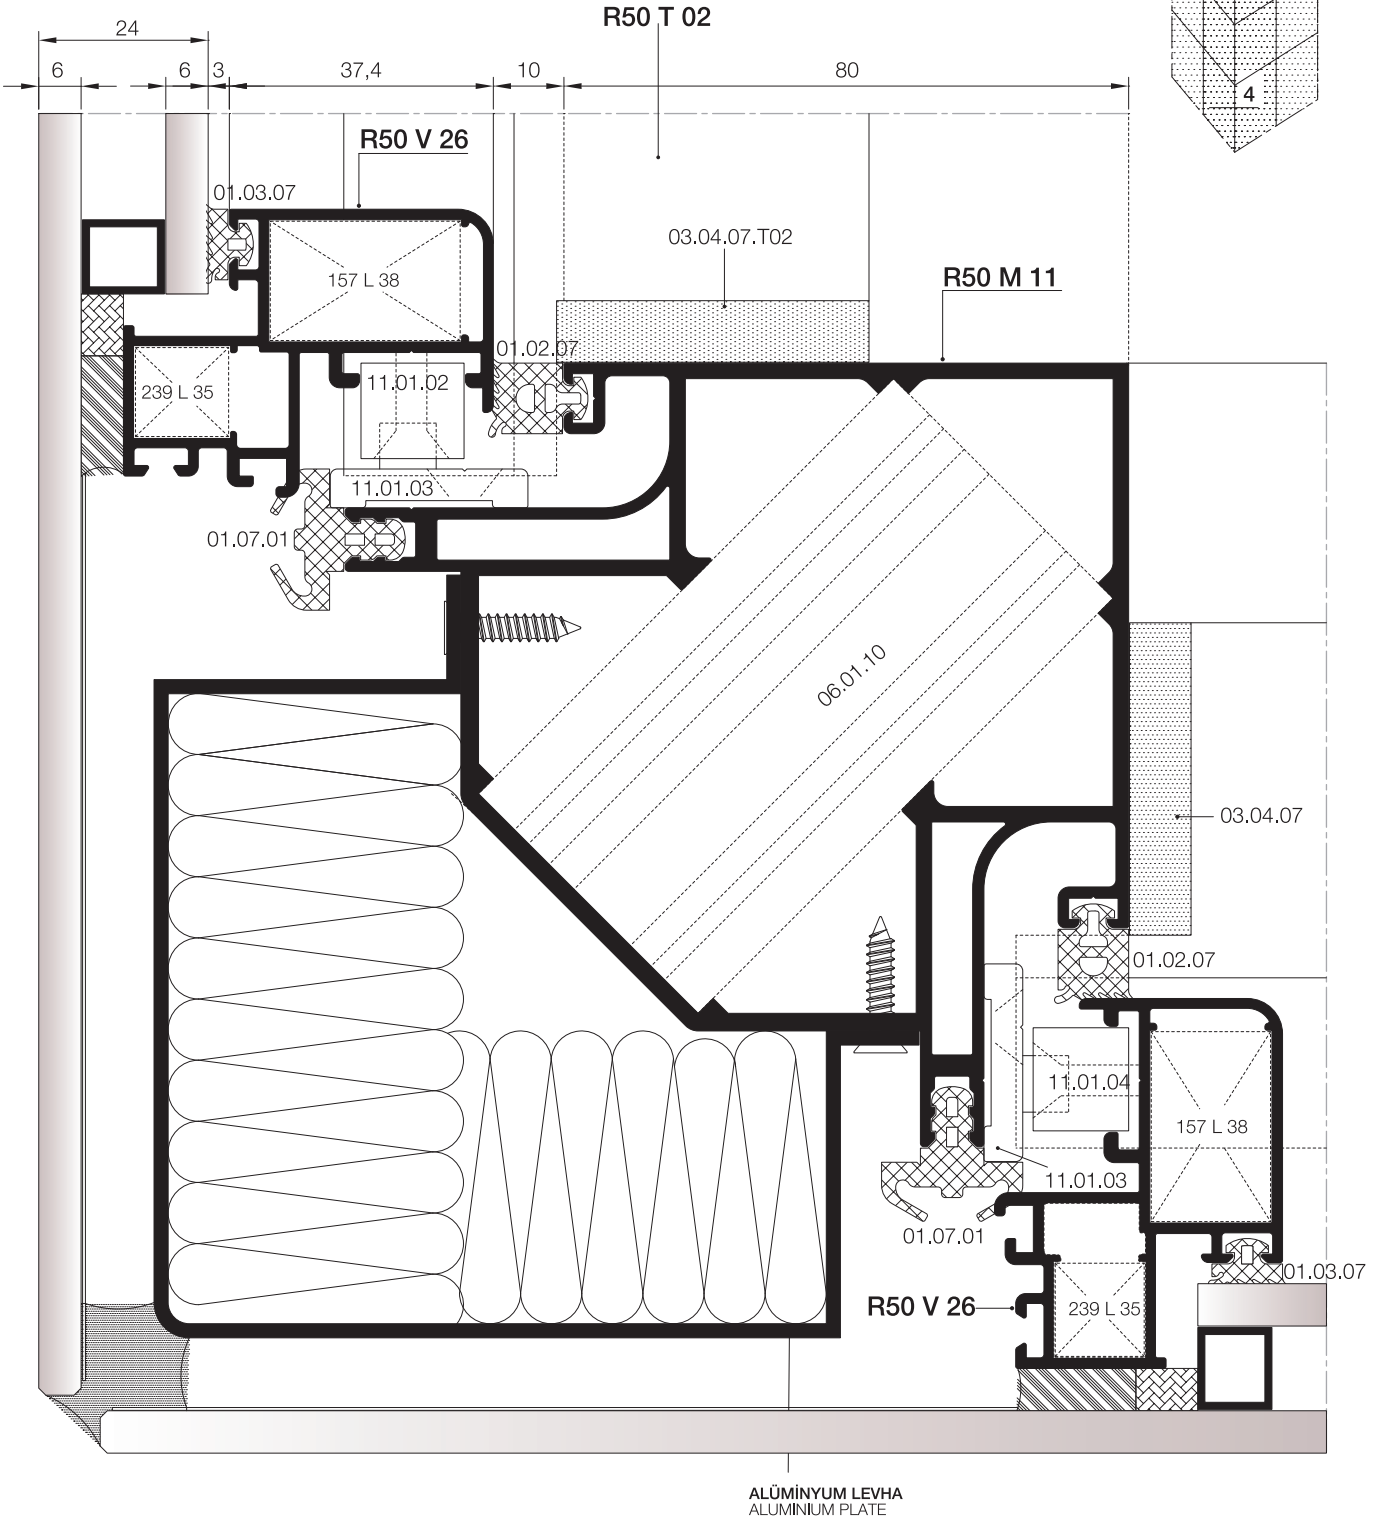 R50 T 02
24
6
6
3
37,4
10
80
4
R50 V 26
01.03.07
03.04.07.T02
157 L 38
R50 M 11
01.02.07
239 L 35
11.01.02
11.01.03
01.07.01
06.01.10
03.04.07
01.02.07
11.01.04
157 L 38
11.01.03
01.07.01
01.03.07
R50 V 26
239 L 35
ALÜMİNYUM LEVHA
ALUMINIUM PLATE